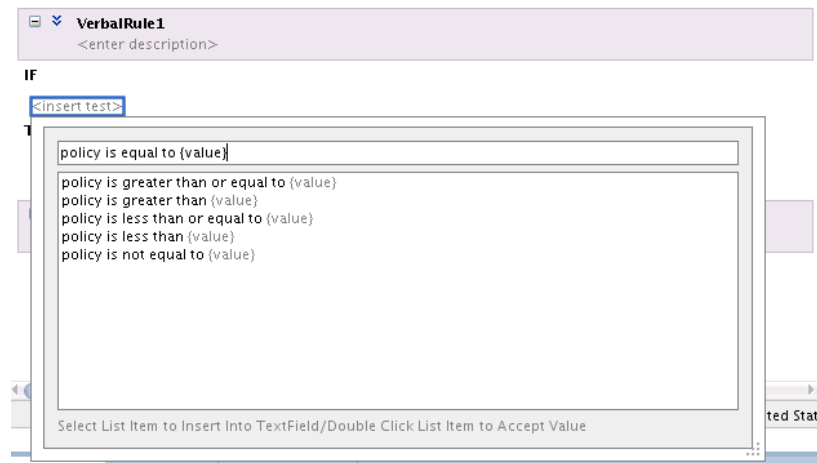 VerbalRule1
<enter description>
IF
<insert test>
T
policy is equal to {value}
policy is greater than or equal to {value}
policy is greater than {value}
policy is less than or equal to {value}
policy is less than {value}
policy is not equal to {value}
ted Stat
Select List Item to Insert Into TextField/Double Click List Item to Accept Value